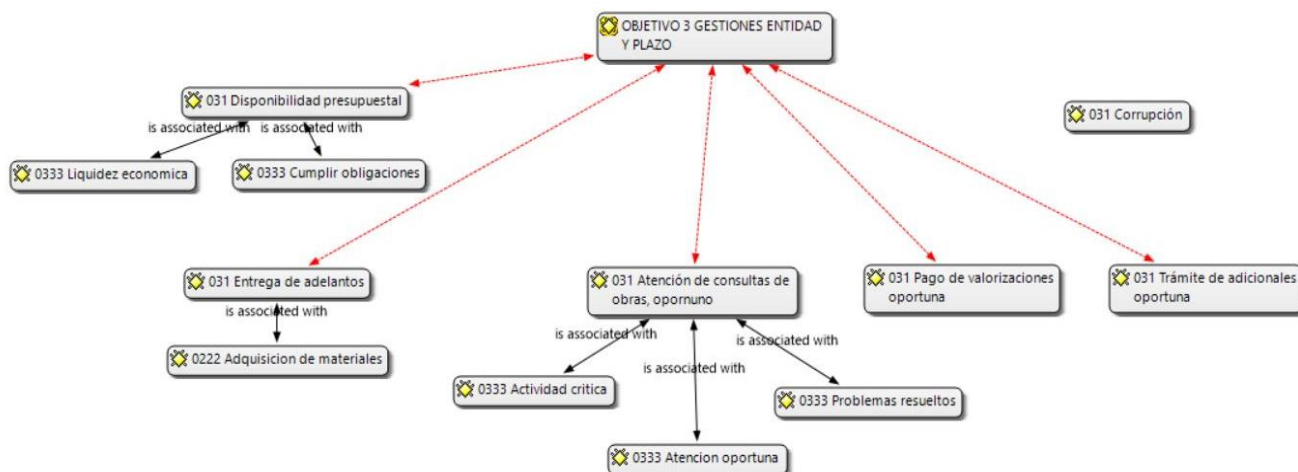 OBJETIVO 3 GESTIONES ENTIDAD
Y PLAZO
031 Disponibilidad presupuestal
031 Corrupción
is associated with
is associated with
0333 Liquidez economica
0333 Cumplir obligaciones
031 Entrega de adelantos
031 Atención de consultas de
obras, opornuno
031 Pago de valorizaciones
oportuna
031 Trámite de adicionales
oportuna
is associated with
is associated with
is associated with
is associated with
0222 Adquisicion de materiales
0333 Actividad critica
0333 Problemas resueltos
0333 Atencion oportuna